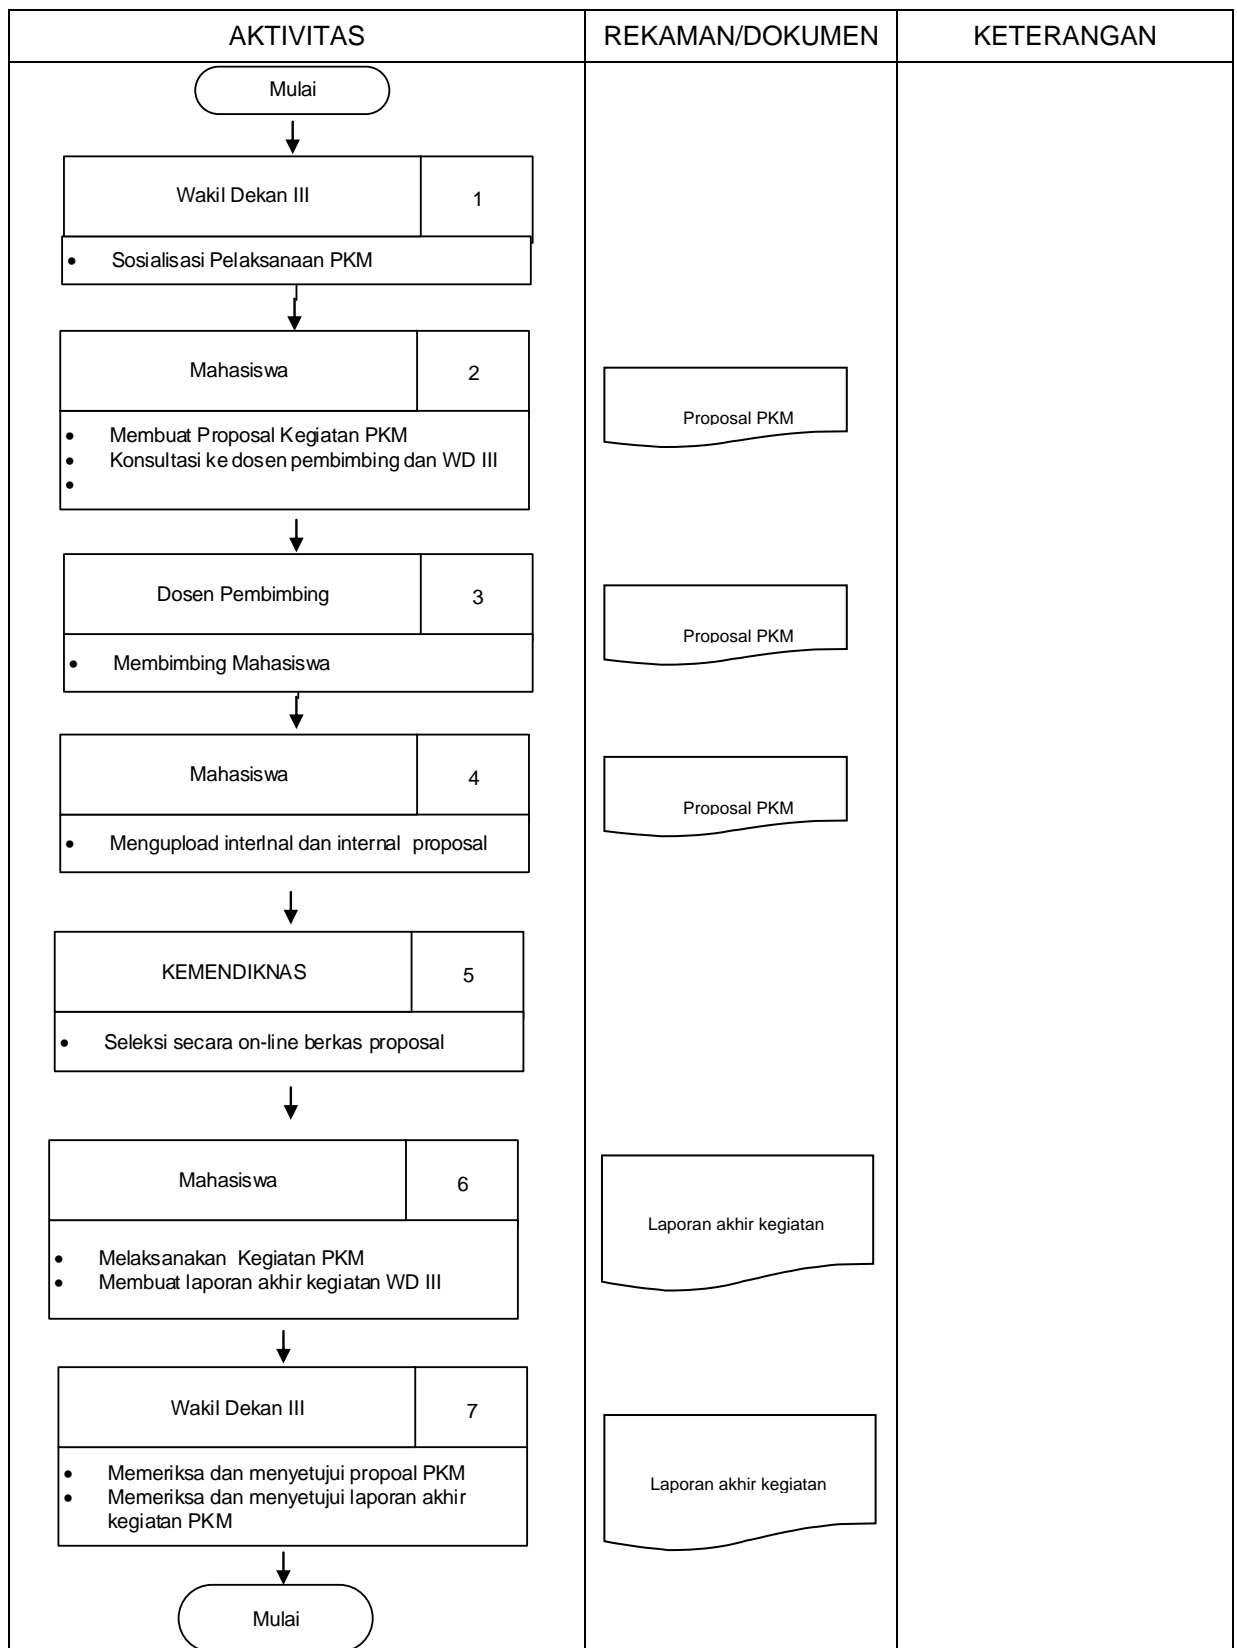 AKTIVITAS
REKAMAN/DOKUMEN
KETERANGAN
Mulai
Wakil Dekan III
1
• Sosialisasi Pelaksanaan PKM
Mahasiswa
2
• Membuat Proposal Kegiatan PKM
• Konsultasi ke dosen pembimbing dan WD III
•
Proposal PKM
Dosen Pembimbing
3
• Membimbing Mahasiswa
Proposal PKM
Mahasiswa
4
• Mengupload interlnal dan internal proposal
Proposal PKM
KEMENDIKNAS
5
• Seleksi secara on-line berkas proposal
Mahasiswa
6
• Melaksanakan Kegiatan PKM
• Membuat laporan akhir kegiatan WD III
Laporan akhir kegiatan
Wakil Dekan III
7
• Memeriksa dan menyetujui propoal PKM
• Memeriksa dan menyetujui laporan akhir
kegiatan PKM
Laporan akhir kegiatan
Mulai